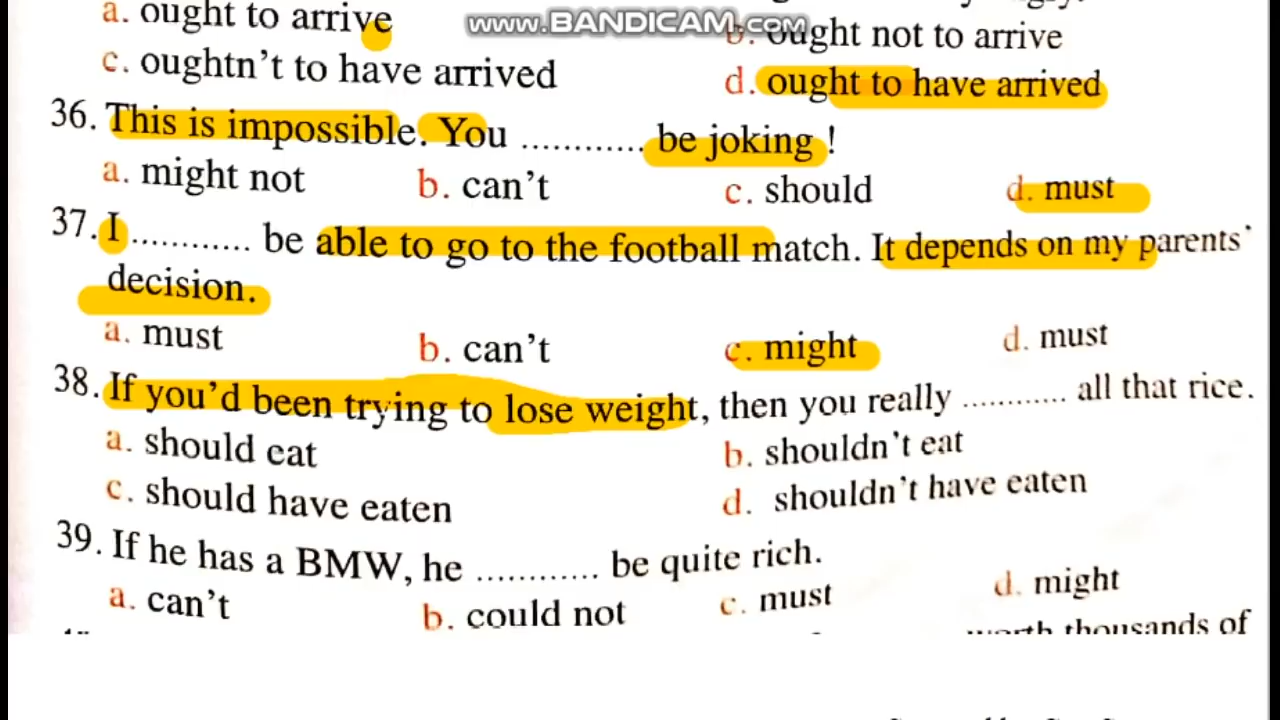 a. ought to arrive
www.BANDICAM.com
b. ought not to arrive
c. oughtn't to have arrived
d. ought to have arrived
36. This is impossible. You ............ be joking !
a. might not b. can't c. should d. must
37. I ............ be able to go to the football match. It depends on my parents'
decision.
a. must b. can't c. might d. must
38. If you'd been trying to lose weight, then you really ............ all that rice.
a. should eat b. shouldn't eat
c. should have eaten d. shouldn't have eaten
39. If he has a BMW, he ............ be quite rich.
a. can't b. could not c. must d. might
worth thousands of